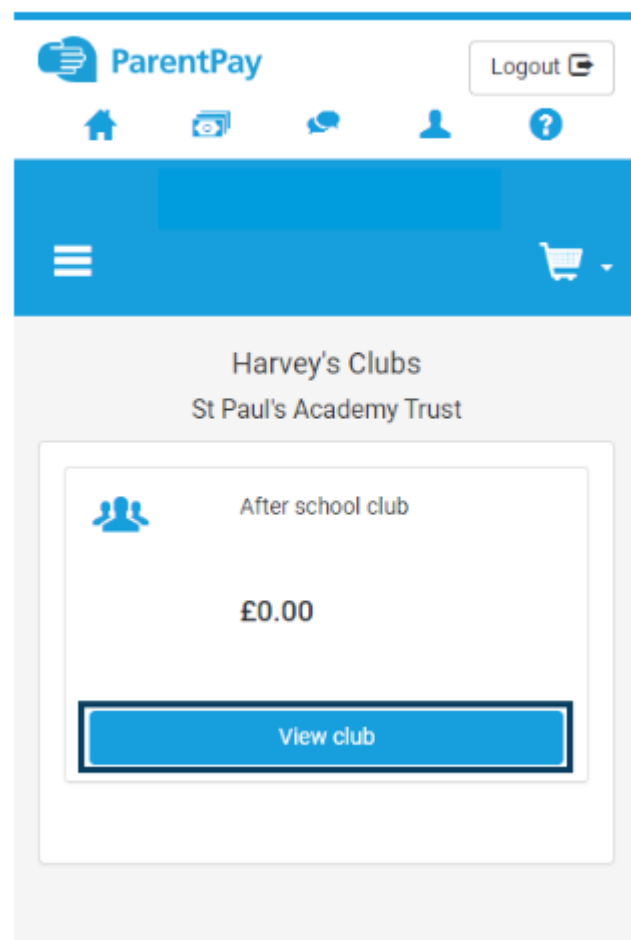 ParentPay
Logout
Harvey's Clubs
St Paul's Academy Trust
After school club
£0.00
View club